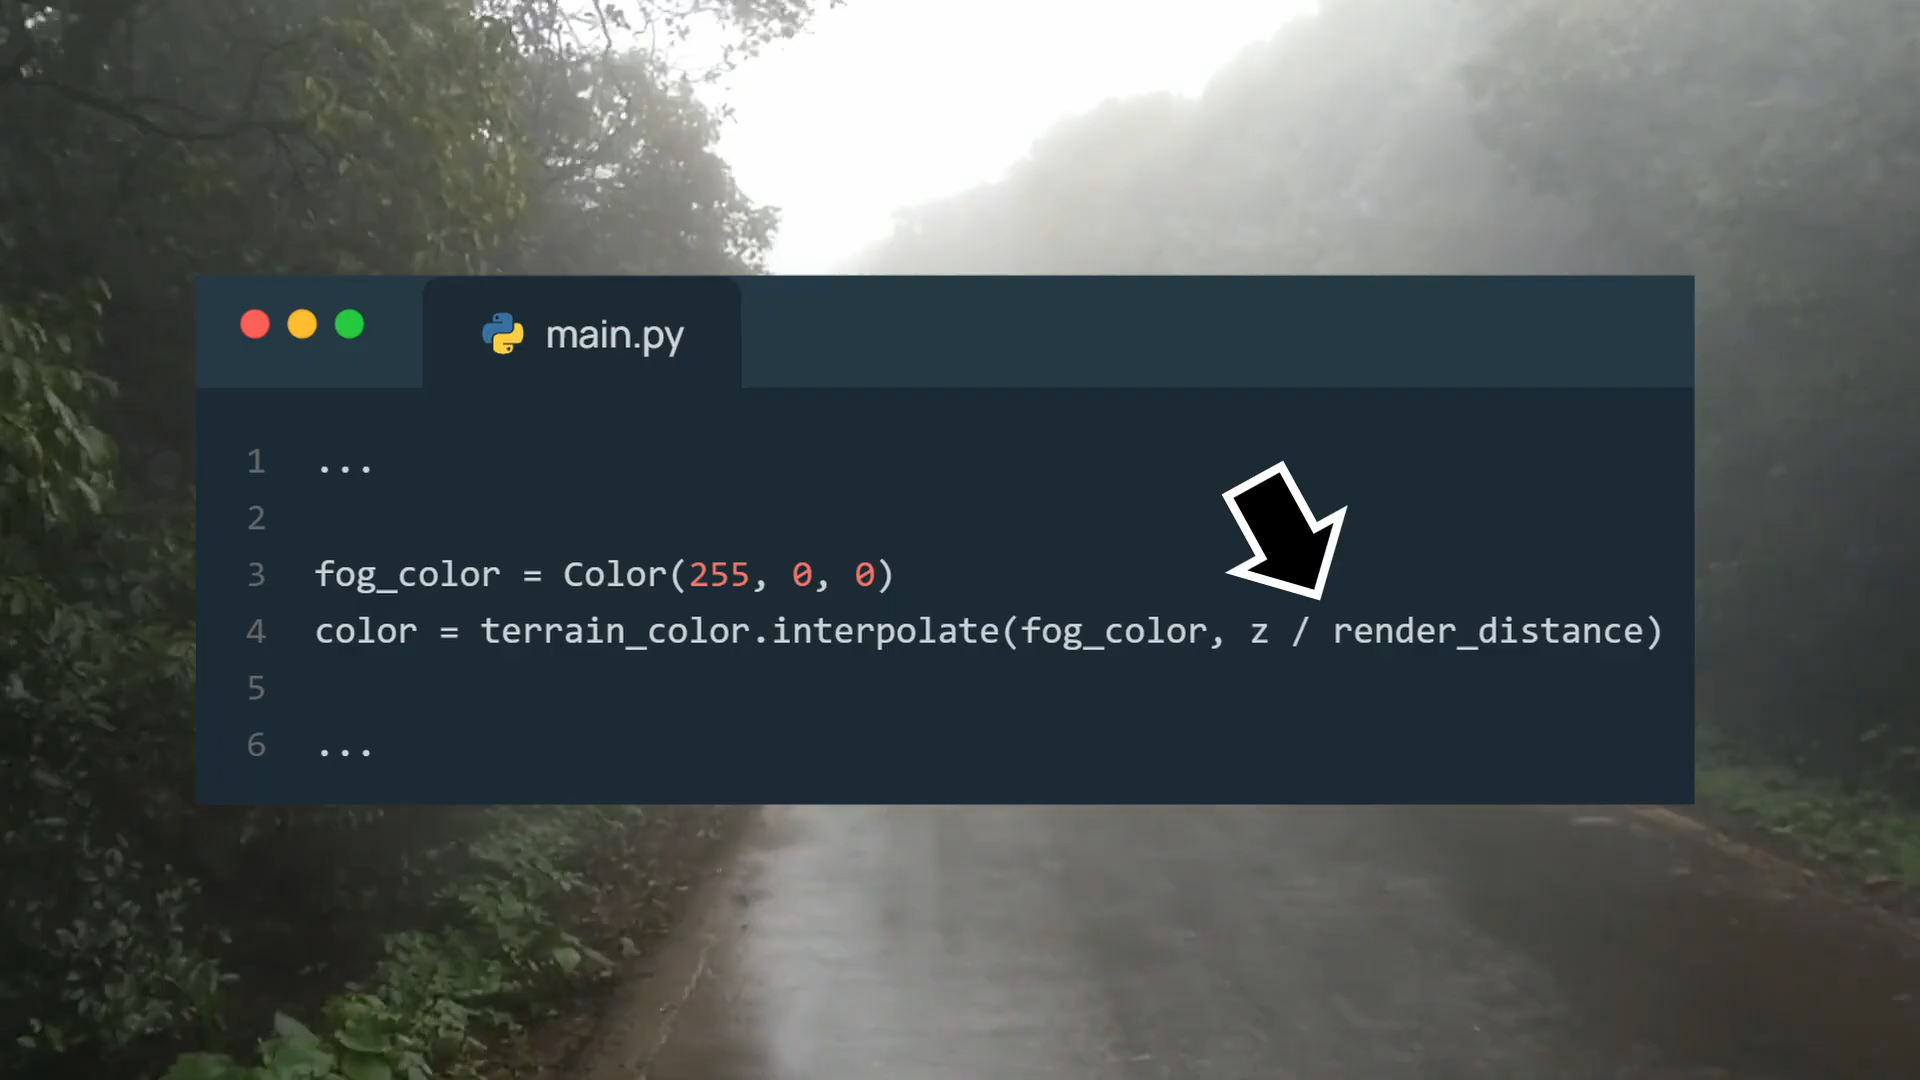 main.py
1 ...
2
3 fog_color = Color(255, 0, 0)
4 color = terrain_color.interpolate(fog_color, z / render_distance)
5
6 ...